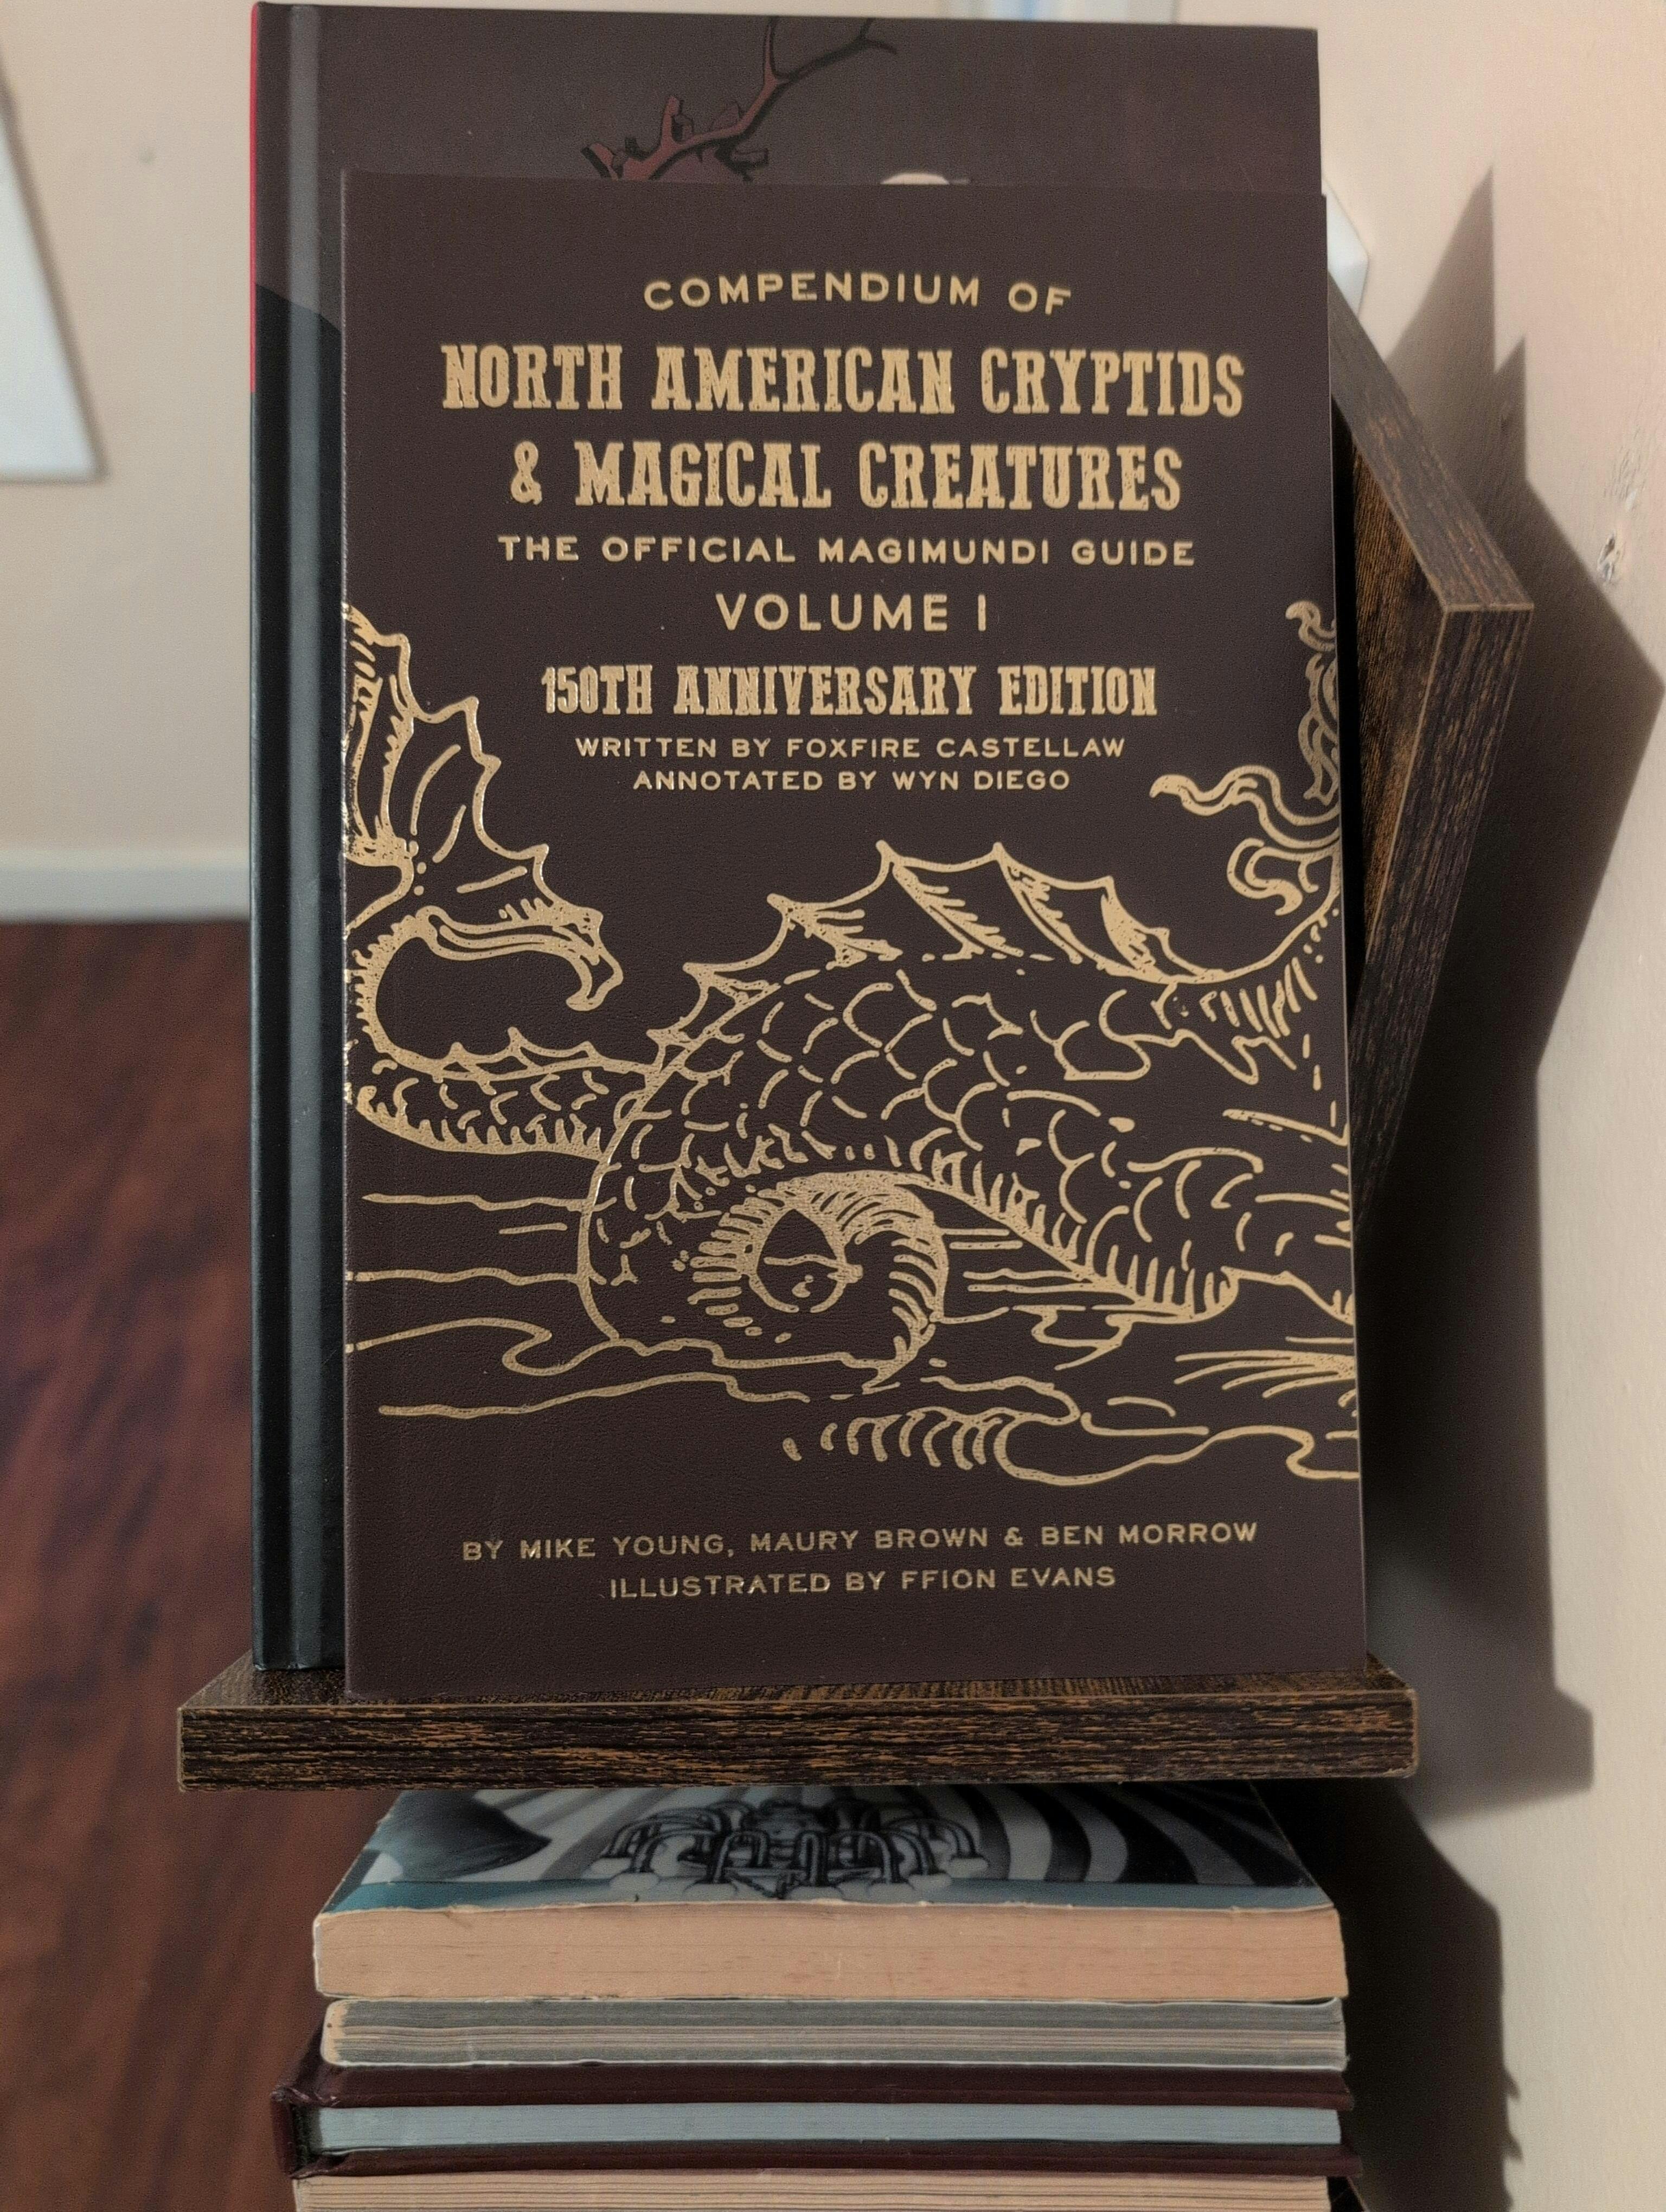 COMPENDIUM OF
NORTH AMERICAN CRYPTIDS
& MAGICAL CREATURES
THE OFFICIAL MAGIMUNDI GUIDE
VOLUME I
150TH ANNIVERSARY EDITION
WRITTEN BY FOXFIRE CASTELLAW
ANNOTATED BY WYN DIEGO
BY MIKE YOUNG, MAURY BROWN & BEN MORROW
ILLUSTRATED BY FFION EVANS